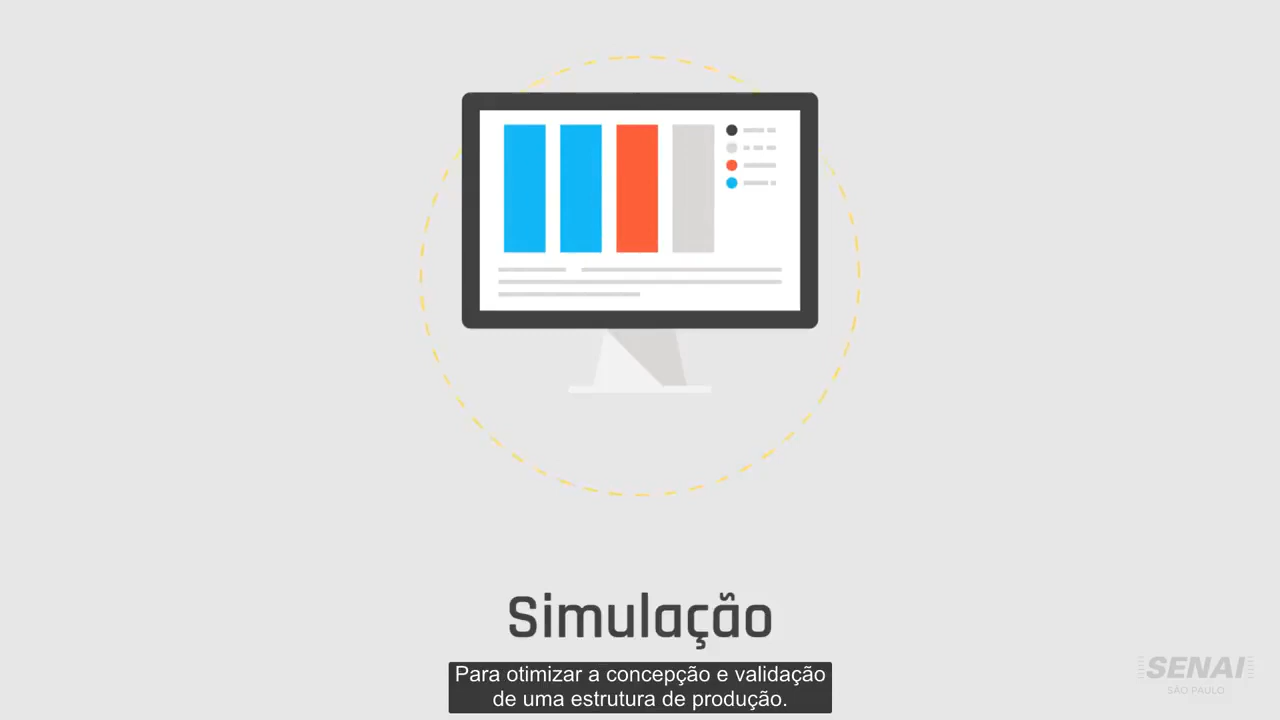 Simulação
Para otimizar a concepção e validação
de uma estrutura de produção.
SENAI
SÃO PAULO